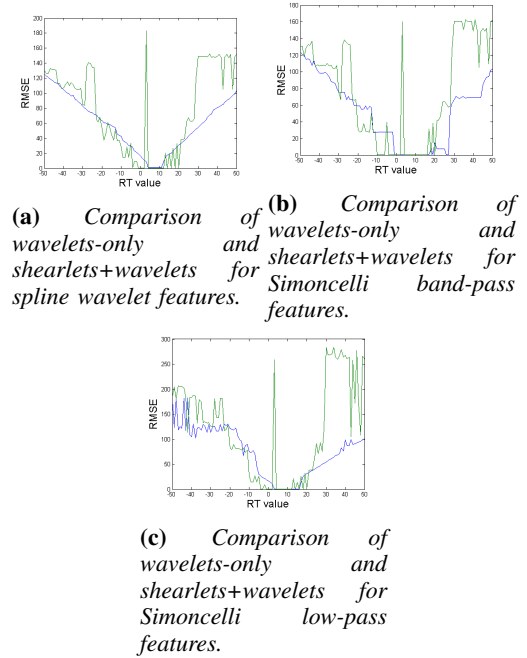 200
180
160
140
120
100
80
60
40
20
0
RMSE
-50 -40 -30 -20 -10 0 10 20 30 40 50
RT value
(a) Comparison of
wavelets-only and
shearlets+wavelets for
spline wavelet features.
180
160
140
120
100
80
60
40
20
0
RMSE
-50 -40 -30 -20 -10 0 10 20 30 40 50
RT value
(b) Comparison of
wavelets-only and
shearlets+wavelets for
Simoncelli band-pass
features.
300
250
200
150
100
50
0
RMSE
-50 -40 -30 -20 -10 0 10 20 30 40 50
RT value
(c) Comparison of
wavelets-only and
shearlets+wavelets for
Simoncelli low-pass
features.